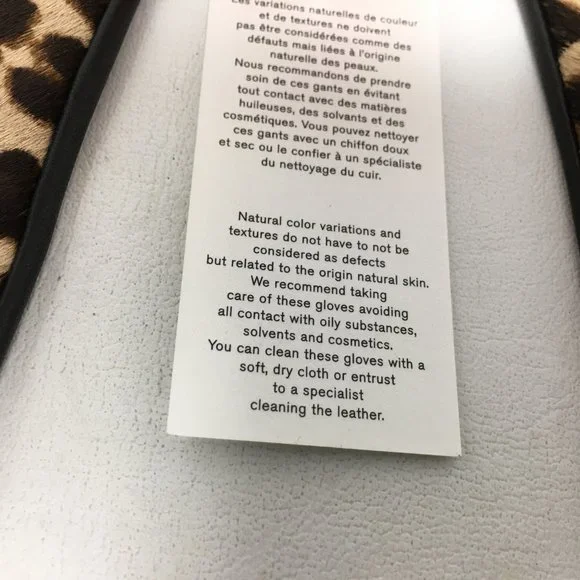 Les variations naturelles de couleur
et de textures ne doivent
pas être considérées comme des
défauts mais liées à l'origine
naturelle des peaux.
Nous recommandons de prendre
soin de ces gants en évitant
tout contact avec des matières
huileuses, des solvants et des
cosmétiques. Vous pouvez nettoyer
ces gants avec un chiffon doux
et sec ou le confier à un spécialiste
du nettoyage du cuir.
Natural color variations and
textures do not have to not be
considered as defects
but related to the origin natural skin.
We recommend taking
care of these gloves avoiding
all contact with oily substances,
solvents and cosmetics.
You can clean these gloves with a
soft, dry cloth or entrust
to a specialist
cleaning the leather.